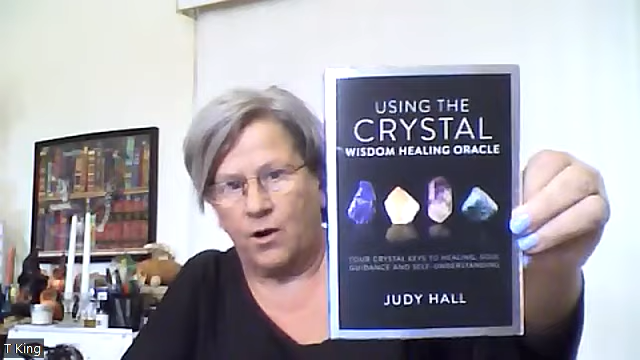 USING THE
CRYSTAL
WISDOM HEALING ORACLE
YOUR CRYSTAL KEYS TO HEALING, SOUL
GUIDANCE AND SELF-UNDERSTANDING
JUDY HALL
T King